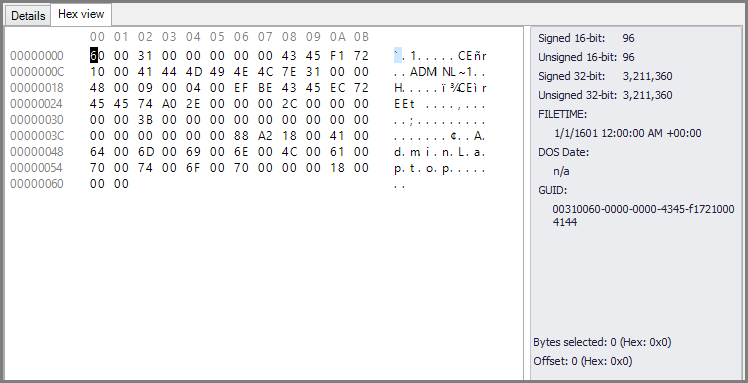 Details Hex view
00 01 02 03 04 05 06 07 08 09 0A 0B
00000000 60 00 31 00 00 00 00 00 43 45 F1 72 `.1.....CEñr
0000000C 10 00 41 44 4D 49 4E 4C 7E 31 00 00 ..ADMNL~1..
00000018 48 00 09 00 04 00 EF BE 43 45 EC 72 H.....ï¾CEìr
00000024 45 45 74 A0 2E 00 00 00 2C 00 00 00 EEt .,...
00000030 00 00 3B 00 00 00 00 00 00 00 00 00 ..;.........
0000003C 00 00 00 00 00 00 88 A2 18 00 41 00 .......¢..A.
00000048 64 00 6D 00 69 00 6E 00 4C 00 61 00 d.m.i.n.L.a.
00000054 70 00 74 00 6F 00 70 00 00 00 18 00 p.t.o.p.....
00000060 00 00 ..
Signed 16-bit: 96
Unsigned 16-bit: 96
Signed 32-bit: 3,211,360
Unsigned 32-bit: 3,211,360
FILETIME:
1/1/1601 12:00:00 AM +00:00
DOS Date:
n/a
GUID:
00310060-0000-0000-4345-f1721000
4144
Bytes selected: 0 (Hex: 0x0)
Offset: 0 (Hex: 0x0)